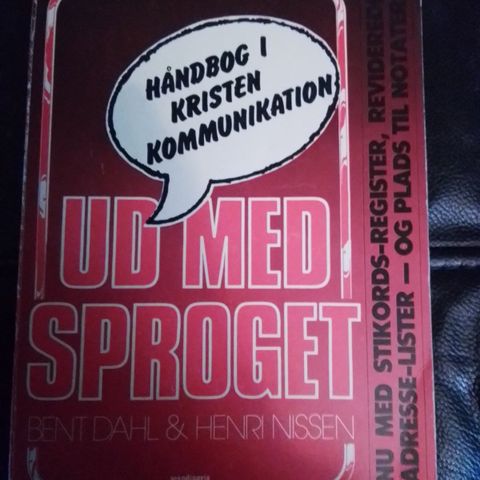 HÅNDBOG I
KRISTEN
KOMMUNIKATION
UD MED
SPROGET
BENT DAHL & HENRI NISSEN
NU MED STIKORDS-REGISTER, REVIDEREDE
ADRESSE-LISTER – OG PLADS TIL NOTATER
scandinavia